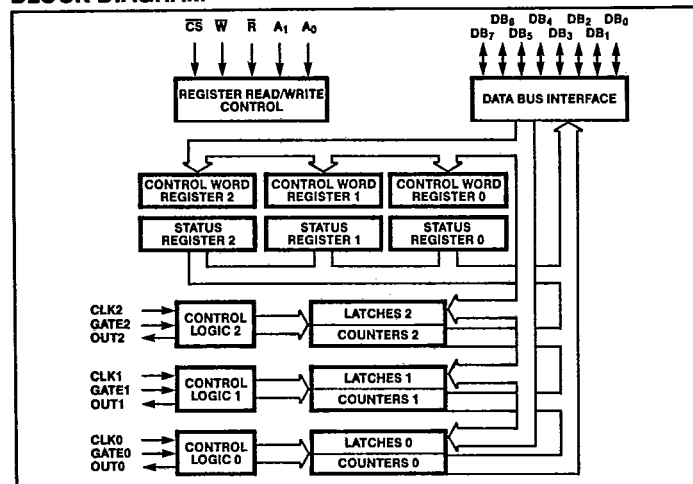 BLOCK DIAGRAM
CS W R A1 A0
DB6 DB4 DB2 DB0
DB7 DB5 DB3 DB1
REGISTER READ/WRITE
CONTROL
DATA BUS INTERFACE
CONTROL WORD
REGISTER 2
CONTROL WORD
REGISTER 1
CONTROL WORD
REGISTER 0
STATUS
REGISTER 2
STATUS
REGISTER 1
STATUS
REGISTER 0
CLK2
GATE2
OUT2
CONTROL
LOGIC 2
LATCHES 2
COUNTERS 2
CLK1
GATE1
OUT1
CONTROL
LOGIC 1
LATCHES 1
COUNTERS 1
CLK0
GATE0
OUT0
CONTROL
LOGIC 0
LATCHES 0
COUNTERS 0